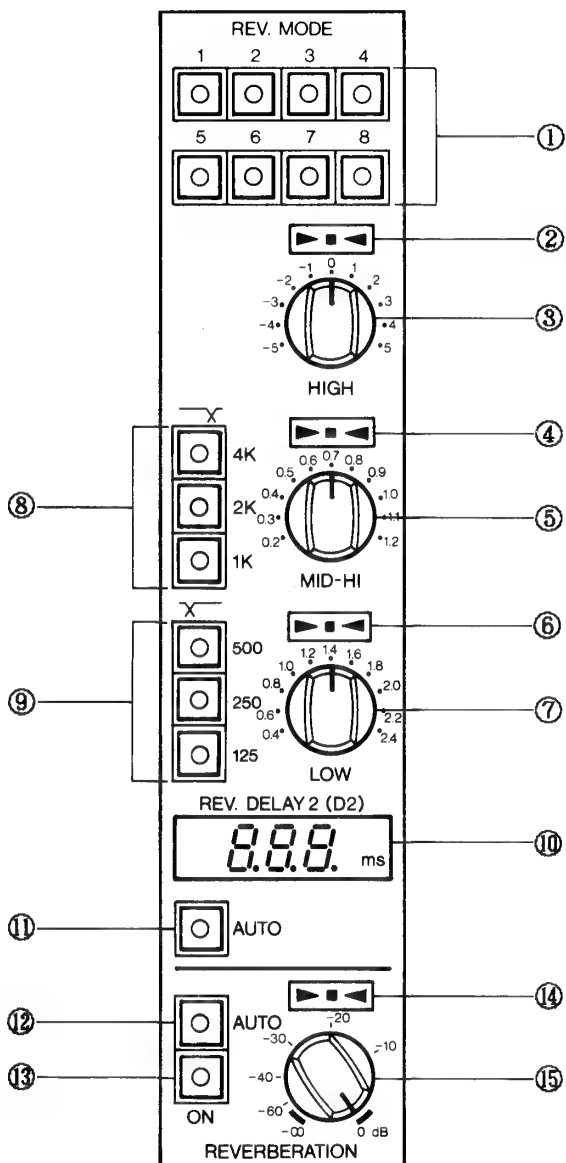 REV. MODE
1 2 3 4
①
5 6 7 8
②
-5 -4 -3 -2 -1 0 1 2 3 4 5
③
HIGH
④
⑧
4K
2K
1K
0.2 0.3 0.4 0.5 0.6 0.7 0.8 0.9 1.0 1.1 1.2
⑤
MID-HI
⑥
⑨
500
250
125
0.4 0.6 0.8 1.0 1.2 1.4 1.6 1.8 2.0 2.2 2.4
⑦
LOW
REV. DELAY 2 (D2)
8.8.8. ms
⑩
⑪ AUTO
⑭
⑫ AUTO
⑬
ON
-∞ -60 -40 -30 -20 -10 0 dB
⑮
REVERBERATION